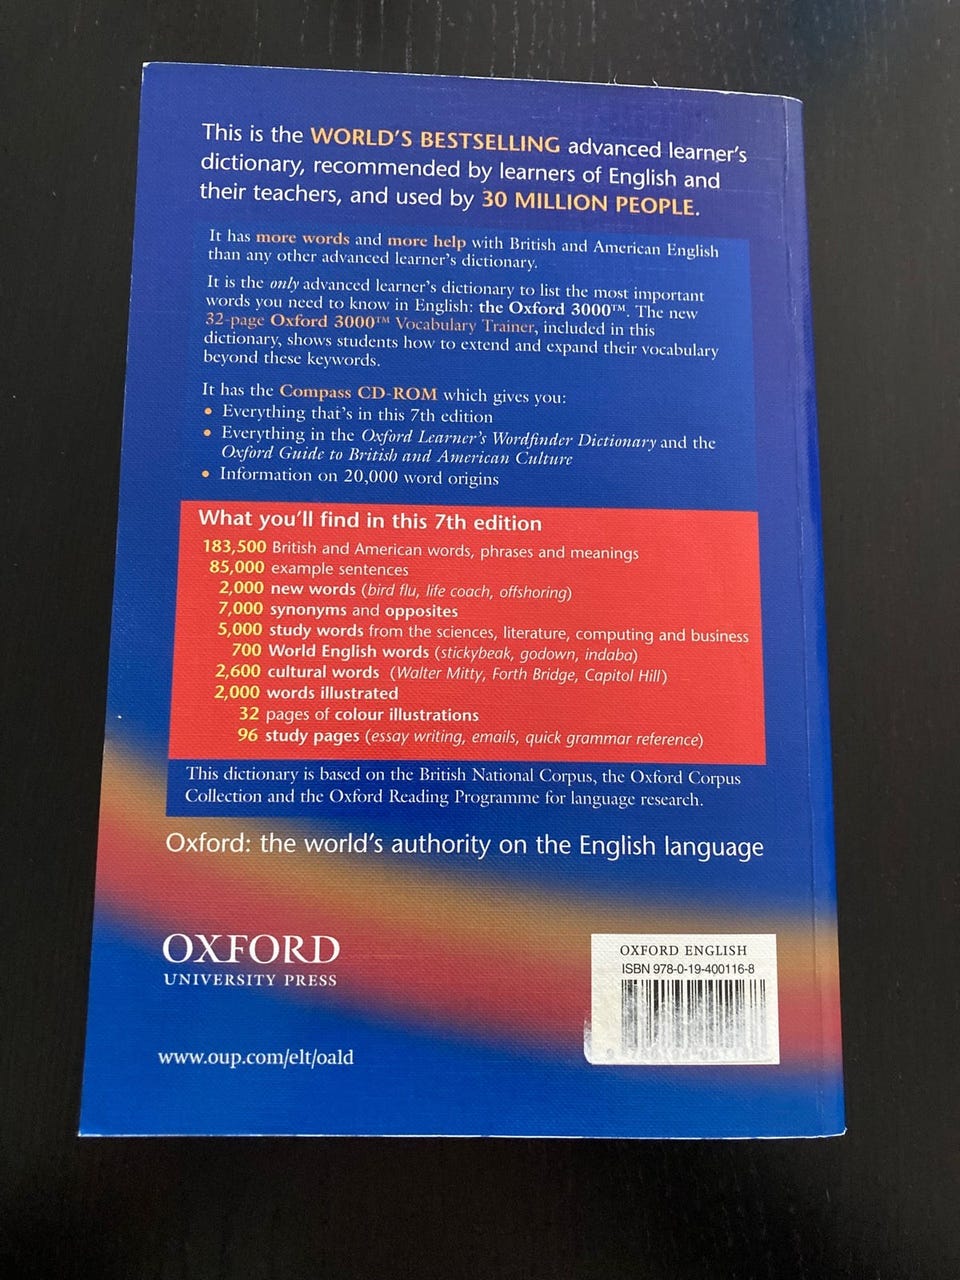 This is the WORLD'S BESTSELLING advanced learner's
dictionary, recommended by learners of English and
their teachers, and used by 30 MILLION PEOPLE.
It has more words and more help with British and American English
than any other advanced learner's dictionary.
It is the only advanced learner's dictionary to list the most important
words you need to know in English: the Oxford 3000™. The new
32-page Oxford 3000™ Vocabulary Trainer, included in this
dictionary, shows students how to extend and expand their vocabulary
beyond these keywords.
It has the Compass CD-ROM which gives you:
• Everything that's in this 7th edition
• Everything in the Oxford Learner's Wordfinder Dictionary and the
Oxford Guide to British and American Culture
• Information on 20,000 word origins
What you'll find in this 7th edition
183,500 British and American words, phrases and meanings
85,000 example sentences
2,000 new words (bird flu, life coach, offshoring)
7,000 synonyms and opposites
5,000 study words from the sciences, literature, computing and business
700 World English words (stickybeak, godown, indaba)
2,600 cultural words (Walter Mitty, Forth Bridge, Capitol Hill)
2,000 words illustrated
32 pages of colour illustrations
96 study pages (essay writing, emails, quick grammar reference)
This dictionary is based on the British National Corpus, the Oxford Corpus
Collection and the Oxford Reading Programme for language research.
Oxford: the world's authority on the English language
OXFORD
UNIVERSITY PRESS
www.oup.com/elt/oald
OXFORD ENGLISH
ISBN 978-0-19-400116-8